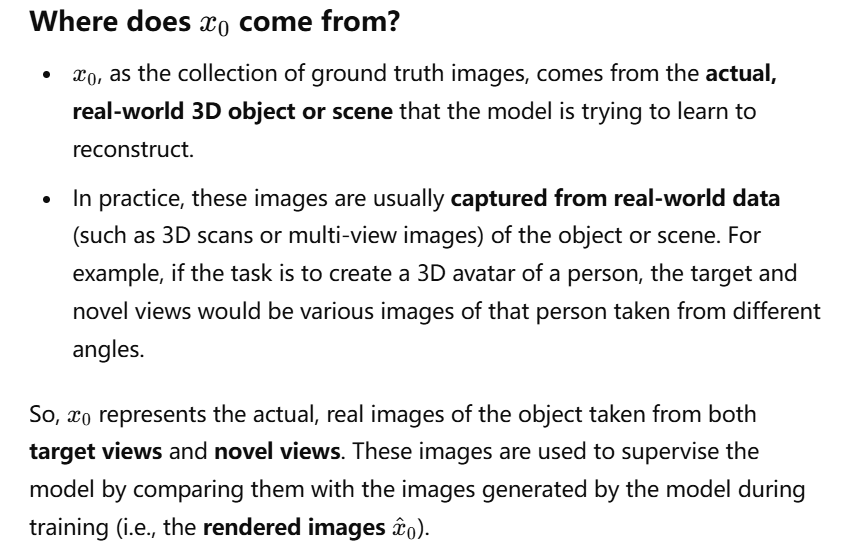 Where does x₀ come from?
• x₀, as the collection of ground truth images, comes from the actual,
real-world 3D object or scene that the model is trying to learn to
reconstruct.
• In practice, these images are usually captured from real-world data
(such as 3D scans or multi-view images) of the object or scene. For
example, if the task is to create a 3D avatar of a person, the target and
novel views would be various images of that person taken from different
angles.
So, x₀ represents the actual, real images of the object taken from both
target views and novel views. These images are used to supervise the
model by comparing them with the images generated by the model during
training (i.e., the rendered images x̂₀).